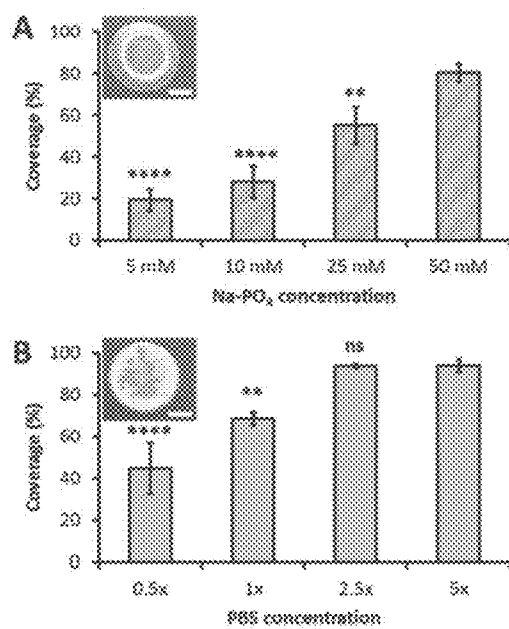 A
100
80
60
40
20
0
Coverage (%)
****
****
**
5 mM 10 mM 25 mM 50 mM
Na-PO₄ concentration
B
100
80
60
40
20
0
Coverage (%)
****
**
ns
0.5x 1x 2.5x 5x
PBS concentration